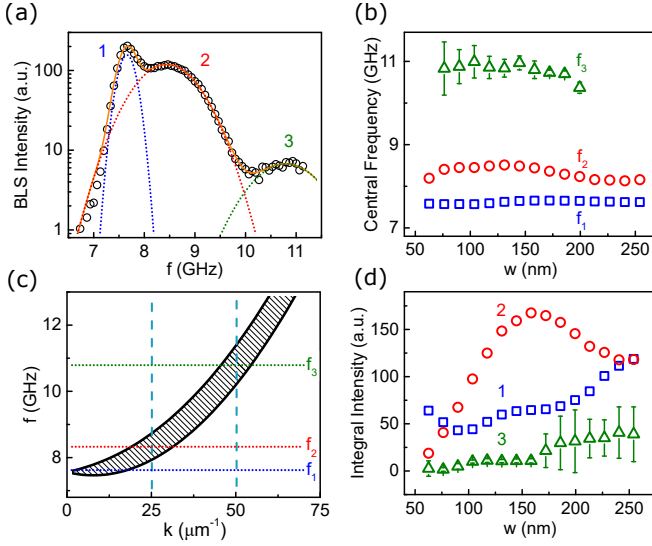 (a)
1
2
3
100
10
1
BLS Intensity (a.u.)
7 8 9 10 11
f (GHz)
(b)
11
8
7
Central Frequency (GHz)
f₃
f₂
f₁
50 100 150 200 250
w (nm)
(c)
12
10
8
f (GHz)
f₃
f₂
f₁
0 25 50 75
k (μm⁻¹)
(d)
150
100
50
0
Integral Intensity (a.u.)
2
1
3
50 100 150 200 250
w (nm)